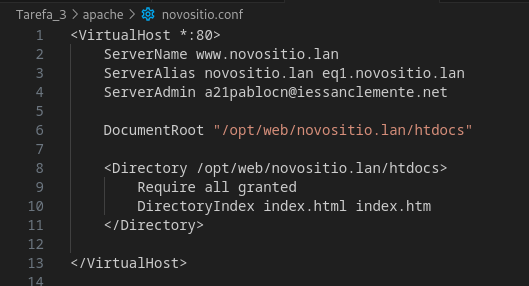 Tarefa_3 > apache > novositio.conf
1 <VirtualHost *:80>
2 ServerName www.novositio.lan
3 ServerAlias novositio.lan eq1.novositio.lan
4 ServerAdmin a21pablocn@iessanclemente.net
5
6 DocumentRoot "/opt/web/novositio.lan/htdocs"
7
8 <Directory /opt/web/novositio.lan/htdocs>
9 Require all granted
10 DirectoryIndex index.html index.htm
11 </Directory>
12
13 </VirtualHost>
14